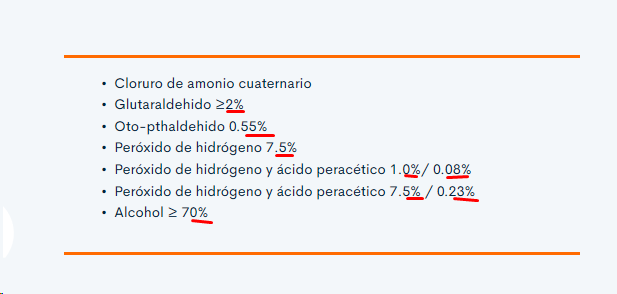 • Cloruro de amonio cuaternario
• Glutaraldehido ≥2%
• Oto-pthaldehido 0.55%
• Peróxido de hidrógeno 7.5%
• Peróxido de hidrógeno y ácido peracético 1.0%/ 0.08%
• Peróxido de hidrógeno y ácido peracético 7.5% / 0.23%
• Alcohol ≥ 70%